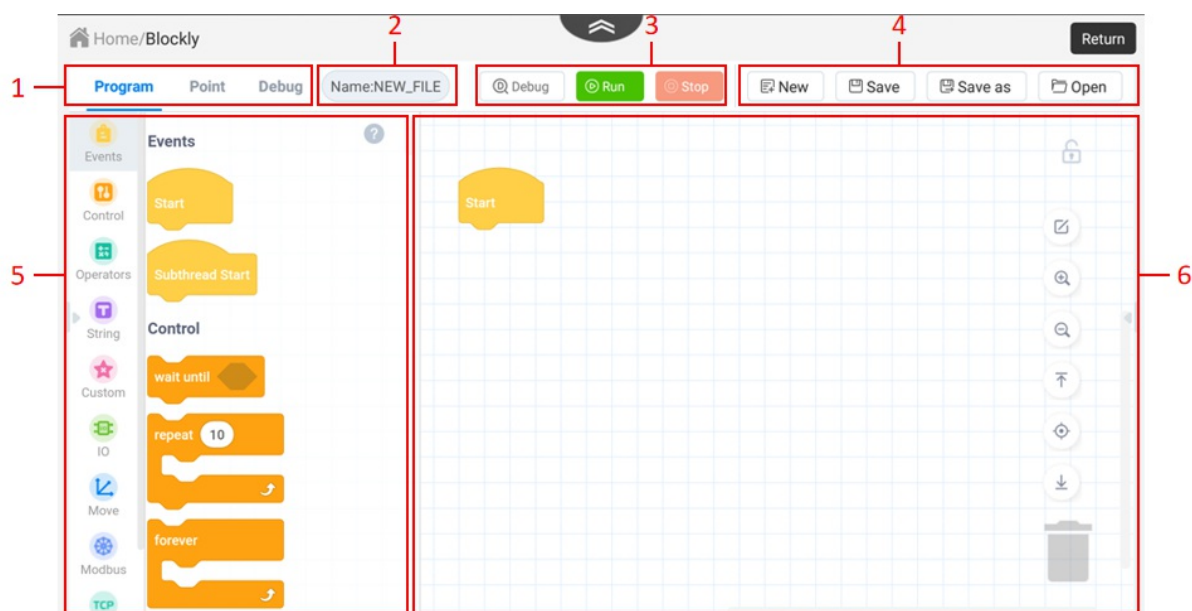 2
3
4
Home/Blockly
Return
1
Program Point Debug
Name:NEW_FILE
Debug Run Stop
New Save Save as Open
Events
Control
Operators
String
Custom
IO
Move
Modbus
TCP
5
Events
Start
Subthread Start
Control
wait until
repeat 10
forever
?
Start
6